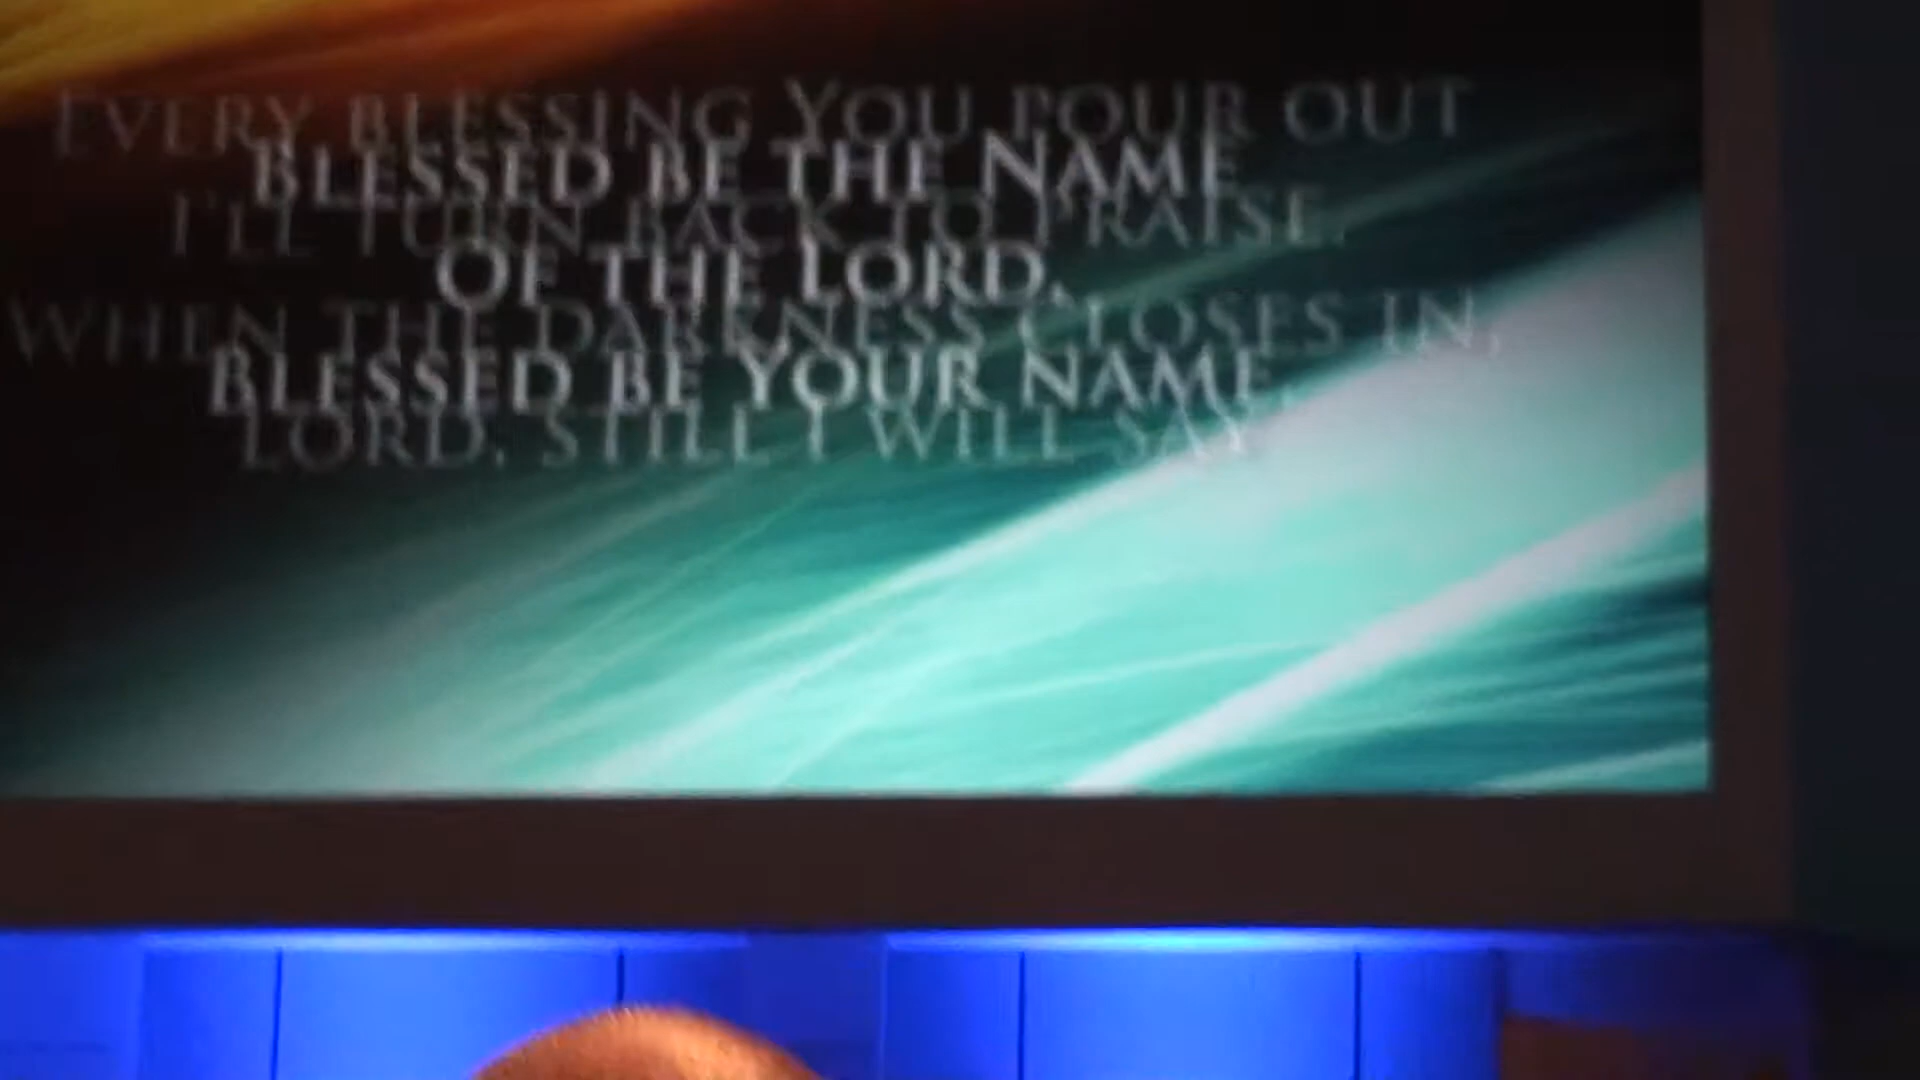 EVERY BLESSING YOU POUR OUT
BLESSED BE THE NAME
I'LL TURN BACK TO PRAISE.
OF THE LORD.
WHEN THE DARKNESS CLOSES IN,
BLESSED BE YOUR NAME.
LORD, STILL I WILL SAY